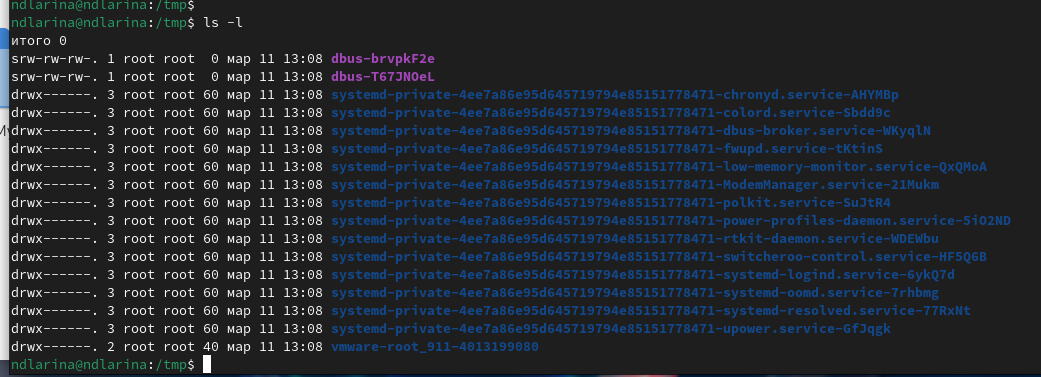 ndlarina@ndlarina:/tmp$
ndlarina@ndlarina:/tmp$ ls -l
итого 0
srw-rw-rw-. 1 root root  0 мар 11 13:08 dbus-brvpkF2e
srw-rw-rw-. 1 root root  0 мар 11 13:08 dbus-T67JNOeL
drwx------. 3 root root 60 мар 11 13:08 systemd-private-4ee7a86e95d645719794e85151778471-chronyd.service-AHYMBp
drwx------. 3 root root 60 мар 11 13:08 systemd-private-4ee7a86e95d645719794e85151778471-colord.service-Sbdd9c
drwx------. 3 root root 60 мар 11 13:08 systemd-private-4ee7a86e95d645719794e85151778471-dbus-broker.service-WKyqlN
drwx------. 3 root root 60 мар 11 13:08 systemd-private-4ee7a86e95d645719794e85151778471-fwupd.service-tKtinS
drwx------. 3 root root 60 мар 11 13:08 systemd-private-4ee7a86e95d645719794e85151778471-low-memory-monitor.service-QxQMoA
drwx------. 3 root root 60 мар 11 13:08 systemd-private-4ee7a86e95d645719794e85151778471-ModemManager.service-21Mukm
drwx------. 3 root root 60 мар 11 13:08 systemd-private-4ee7a86e95d645719794e85151778471-polkit.service-SuJtR4
drwx------. 3 root root 60 мар 11 13:08 systemd-private-4ee7a86e95d645719794e85151778471-power-profiles-daemon.service-5iO2ND
drwx------. 3 root root 60 мар 11 13:08 systemd-private-4ee7a86e95d645719794e85151778471-rtkit-daemon.service-WDEWbu
drwx------. 3 root root 60 мар 11 13:08 systemd-private-4ee7a86e95d645719794e85151778471-switcheroo-control.service-HF5Q6B
drwx------. 3 root root 60 мар 11 13:08 systemd-private-4ee7a86e95d645719794e85151778471-systemd-logind.service-6ykQ7d
drwx------. 3 root root 60 мар 11 13:08 systemd-private-4ee7a86e95d645719794e85151778471-systemd-oomd.service-7rhbmg
drwx------. 3 root root 60 мар 11 13:08 systemd-private-4ee7a86e95d645719794e85151778471-systemd-resolved.service-77RxNt
drwx------. 3 root root 60 мар 11 13:08 systemd-private-4ee7a86e95d645719794e85151778471-upower.service-GfJqgk
drwx------. 2 root root 40 мар 11 13:08 vmware-root_911-4013199080
ndlarina@ndlarina:/tmp$